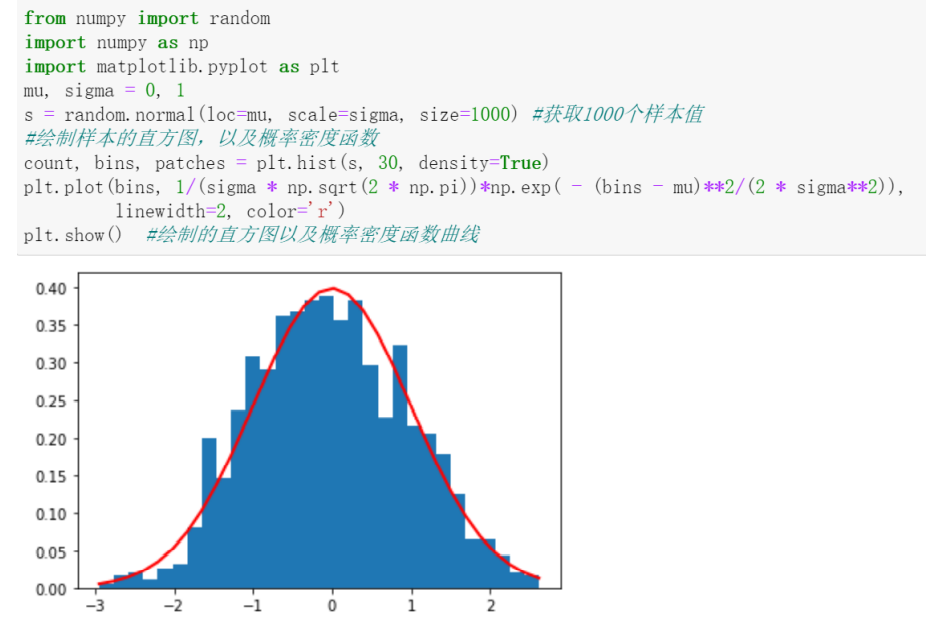 from numpy import random
import numpy as np
import matplotlib.pyplot as plt
mu, sigma = 0, 1
s = random.normal(loc=mu, scale=sigma, size=1000) #获取1000个样本值
#绘制样本的直方图，以及概率密度函数
count, bins, patches = plt.hist(s, 30, density=True)
plt.plot(bins, 1/(sigma * np.sqrt(2 * np.pi))*np.exp( - (bins - mu)**2/(2 * sigma**2)),
linewidth=2, color='r')
plt.show() #绘制的直方图以及概率密度函数曲线
0.40
0.35
0.30
0.25
0.20
0.15
0.10
0.05
0.00
−3 −2 −1 0 1 2